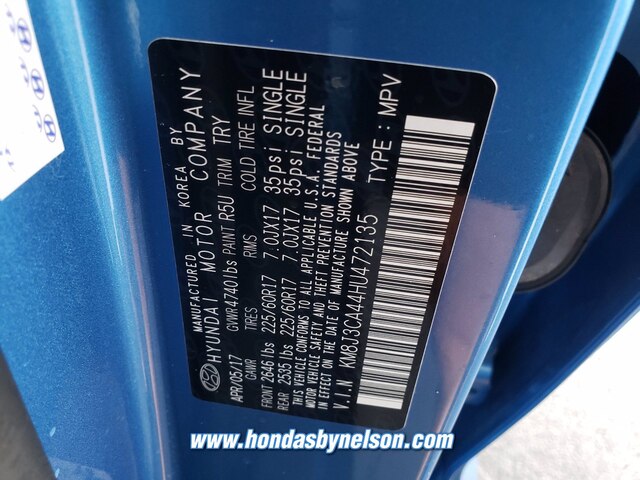 MANUFACTURED IN KOREA BY
HYUNDAI MOTOR COMPANY
APR/05/17 GVWR 4740lbs PAINT R5U TRIM TRY
GAWR TIRES RIMS COLD TIRE INFL
FRONT 2646lbs 225/60R17 7.0JX17 35psi SINGLE
REAR 2535lbs 225/60R17 7.0JX17 35psi SINGLE
THIS VEHICLE CONFORMS TO ALL APPLICABLE U.S.A. FEDERAL
MOTOR VEHICLE SAFETY AND THEFT PREVENTION STANDARDS
IN EFFECT ON THE DATE OF MANUFACTURE SHOWN ABOVE
V.I.N KM8J3CA44HU472135 TYPE : MPV
www.hondasbynelson.com